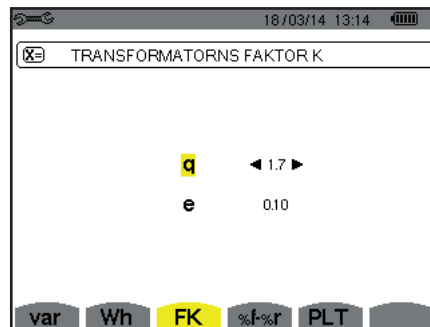 18/03/14 13:14
X= TRANSFORMATORNS FAKTOR K
q ◄ 1.7 ►
e 0.10
var Wh FK %f-%r PLT